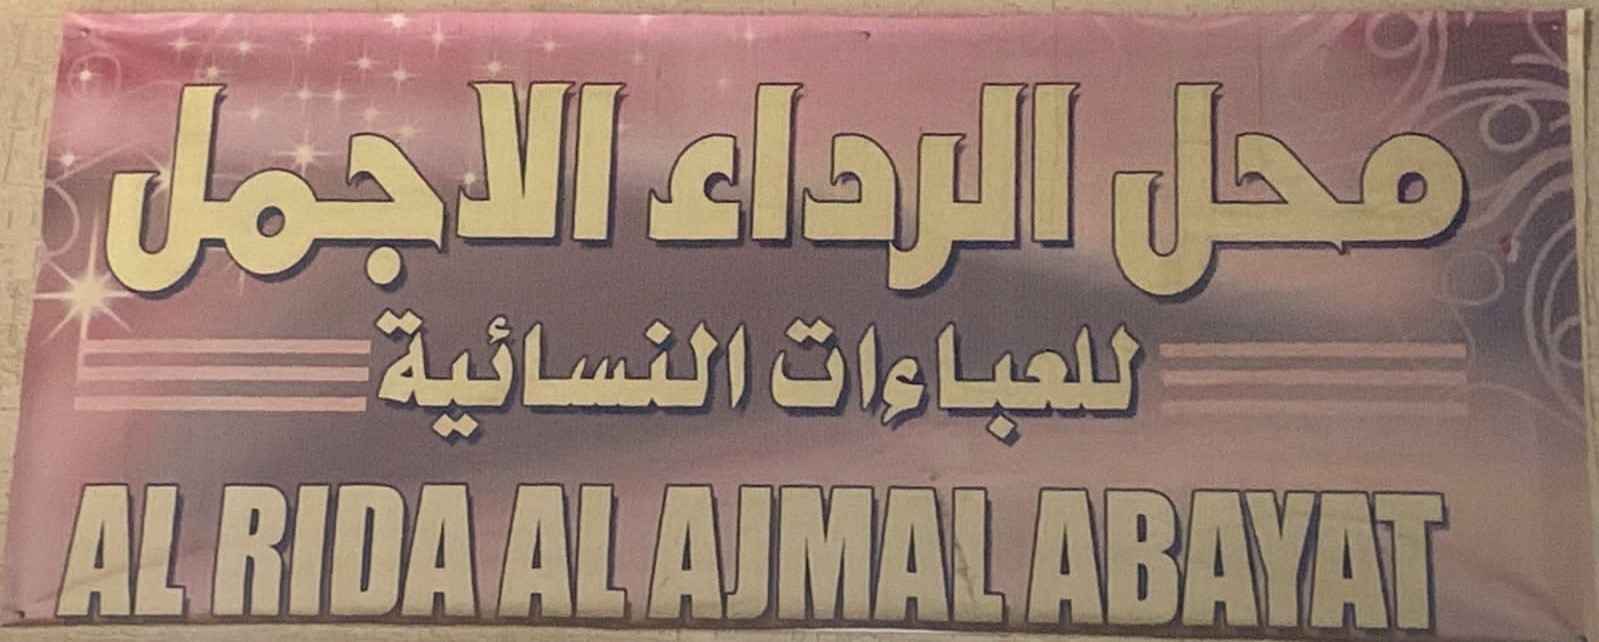 محل الرداء الاجمل
للعباءات النسائية
AL RIDA AL AJMAL ABAYAT